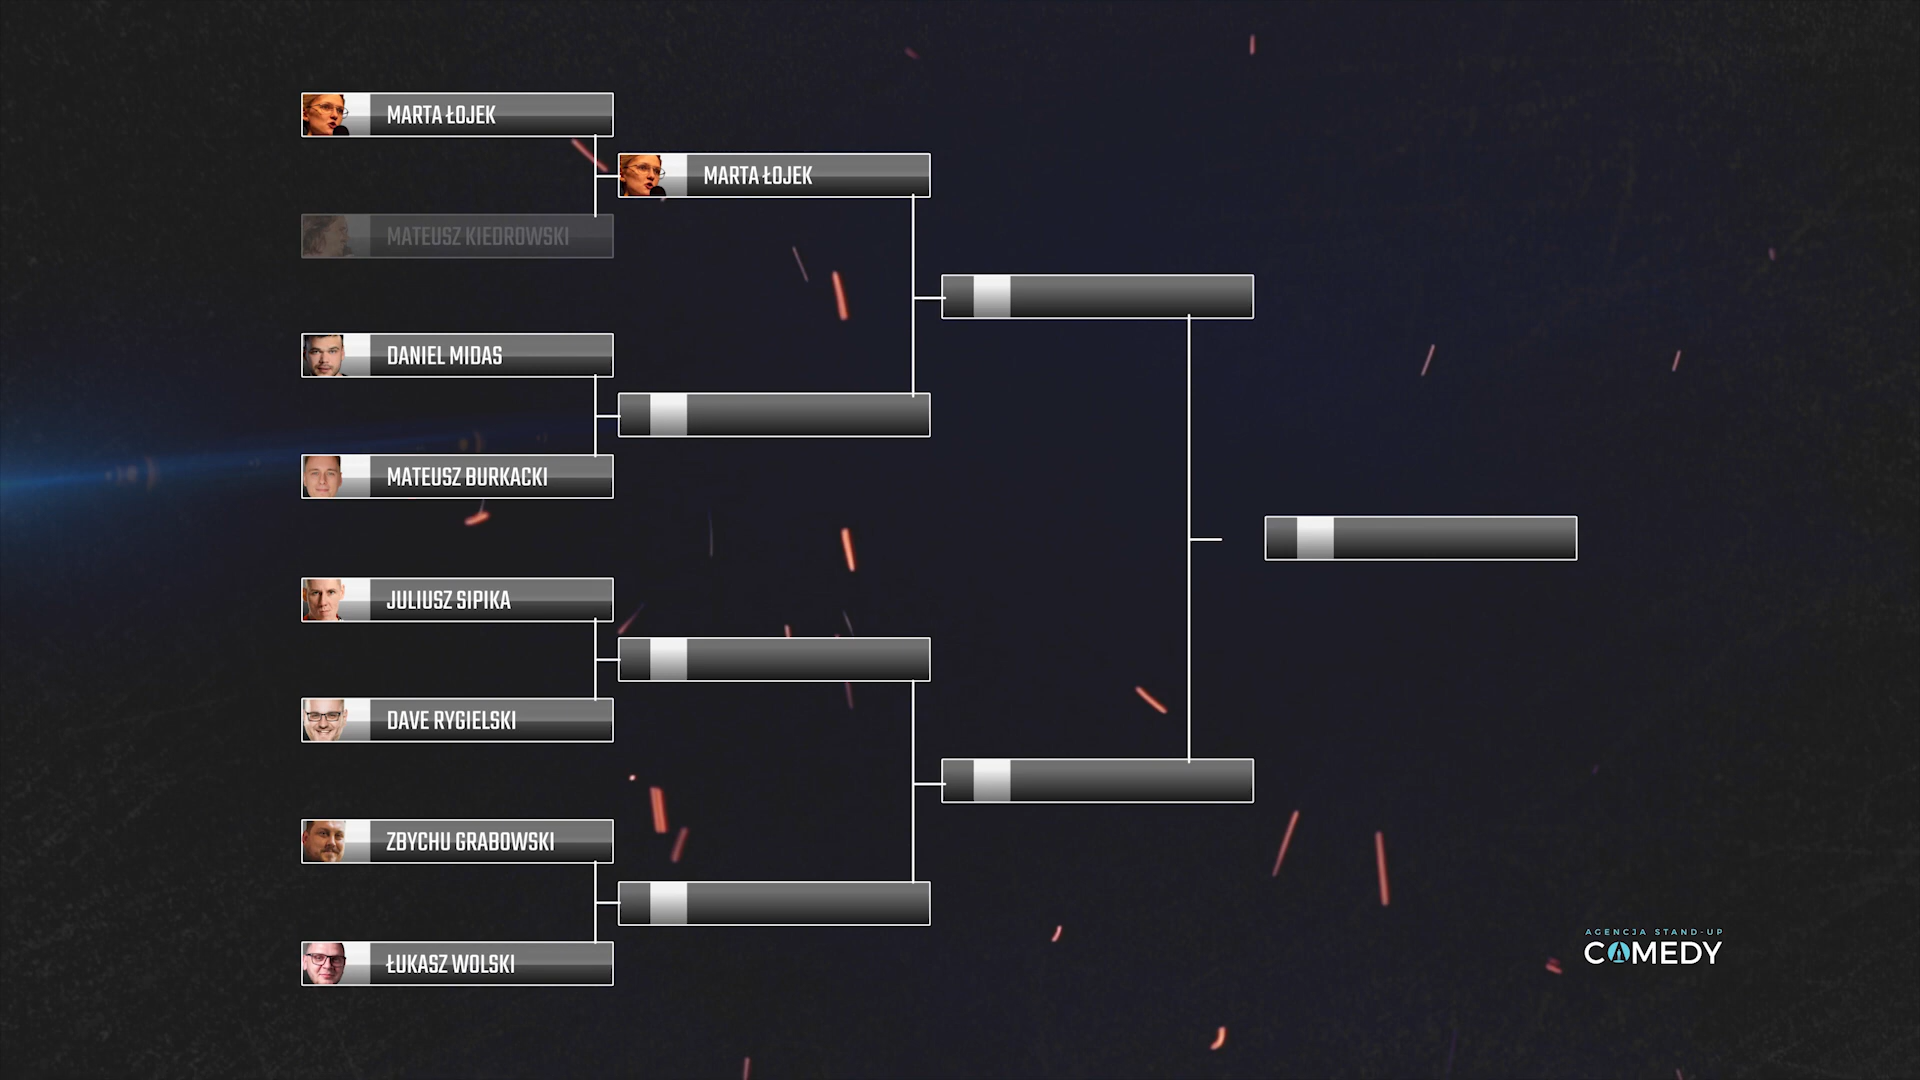 MARTA ŁOJEK
MARTA ŁOJEK
MATEUSZ KIEDROWSKI
DANIEL MIDAS
MATEUSZ BURKACKI
JULIUSZ SIPIKA
DAVE RYGIELSKI
ZBYCHU GRABOWSKI
ŁUKASZ WOLSKI
AGENCJA STAND-UP
COMEDY